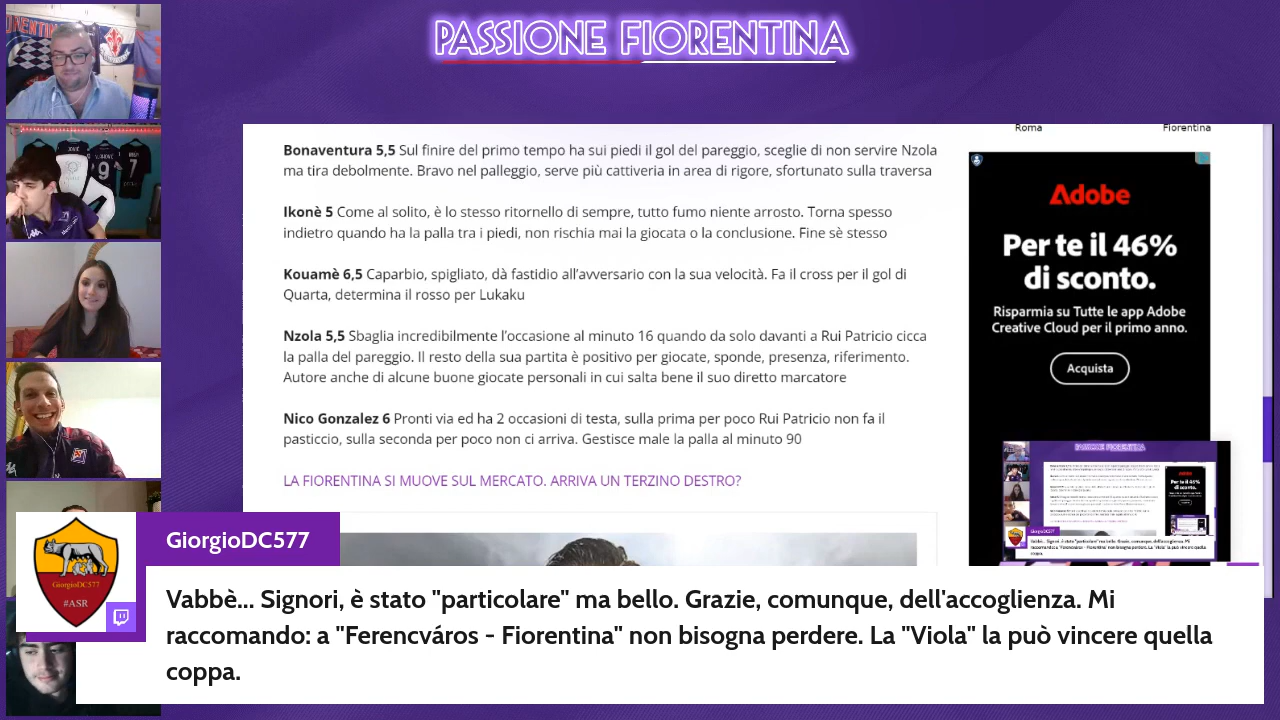 PASSIONE FIORENTINA
Roma Fiorentina
Bonaventura 5,5 Sul finire del primo tempo ha sui piedi il gol del pareggio, sceglie di non servire Nzola
ma tira debolmente. Bravo nel palleggio, serve più cattiveria in area di rigore, sfortunato sulla traversa
Ikonè 5 Come al solito, è lo stesso ritornello di sempre, tutto fumo niente arrosto. Torna spesso
indietro quando ha la palla tra i piedi, non rischia mai la giocata o la conclusione. Fine sè stesso
Kouamè 6,5 Caparbio, spigliato, dà fastidio all'avversario con la sua velocità. Fa il cross per il gol di
Quarta, determina il rosso per Lukaku
Nzola 5,5 Sbaglia incredibilmente l'occasione al minuto 16 quando da solo davanti a Rui Patricio cicca
la palla del pareggio. Il resto della sua partita è positivo per giocate, sponde, presenza, riferimento.
Autore anche di alcune buone giocate personali in cui salta bene il suo diretto marcatore
Nico Gonzalez 6 Pronti via ed ha 2 occasioni di testa, sulla prima per poco Rui Patricio non fa il
pasticcio, sulla seconda per poco non ci arriva. Gestisce male la palla al minuto 90
LA FIORENTINA SI MUOVE SUL MERCATO. ARRIVA UN TERZINO DESTRO?
Adobe
Per te il 46%
di sconto.
Risparmia su Tutte le app Adobe
Creative Cloud per il primo anno.
Acquista
PASSIONE FIORENTINA
Adobe
Per te il 46%
di sconto.
GiorgioDC577
#ASR
GiorgioDC577
Vabbè... Signori, è stato "particolare" ma bello. Grazie, comunque, dell'accoglienza. Mi
raccomando: a "Ferencváros - Fiorentina" non bisogna perdere. La "Viola" la può vincere quella
coppa.